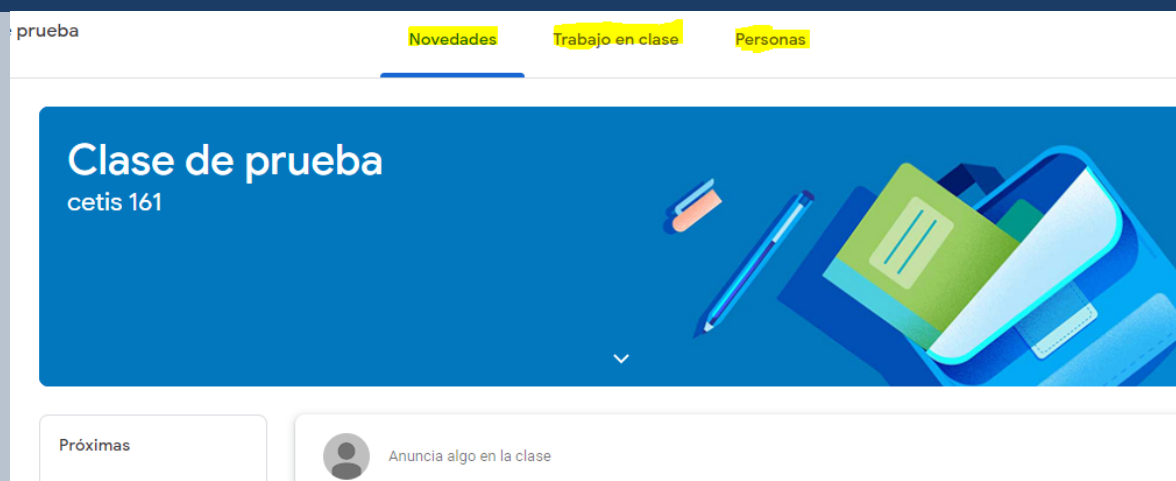 prueba
Novedades Trabajo en clase Personas
Clase de prueba
cetis 161
Próximas
Anuncia algo en la clase